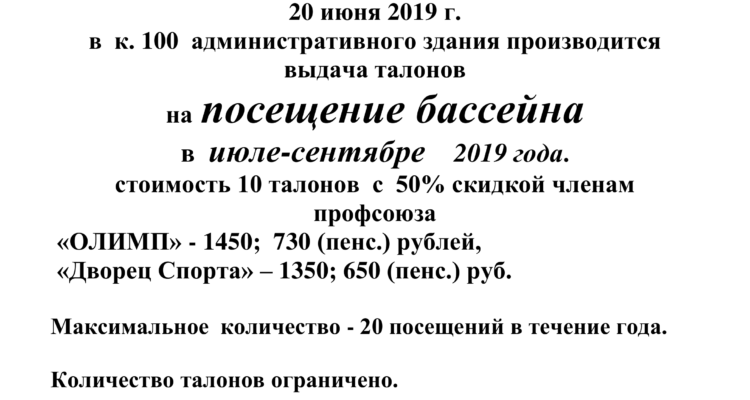 20 июня 2019 г.
в к. 100 административного здания производится
выдача талонов
на посещение бассейна
в июле-сентябре 2019 года.
стоимость 10 талонов с 50% скидкой членам
профсоюза
«ОЛИМП» - 1450; 730 (пенс.) рублей,
«Дворец Спорта» – 1350; 650 (пенс.) руб.
Максимальное количество - 20 посещений в течение года.
Количество талонов ограничено.